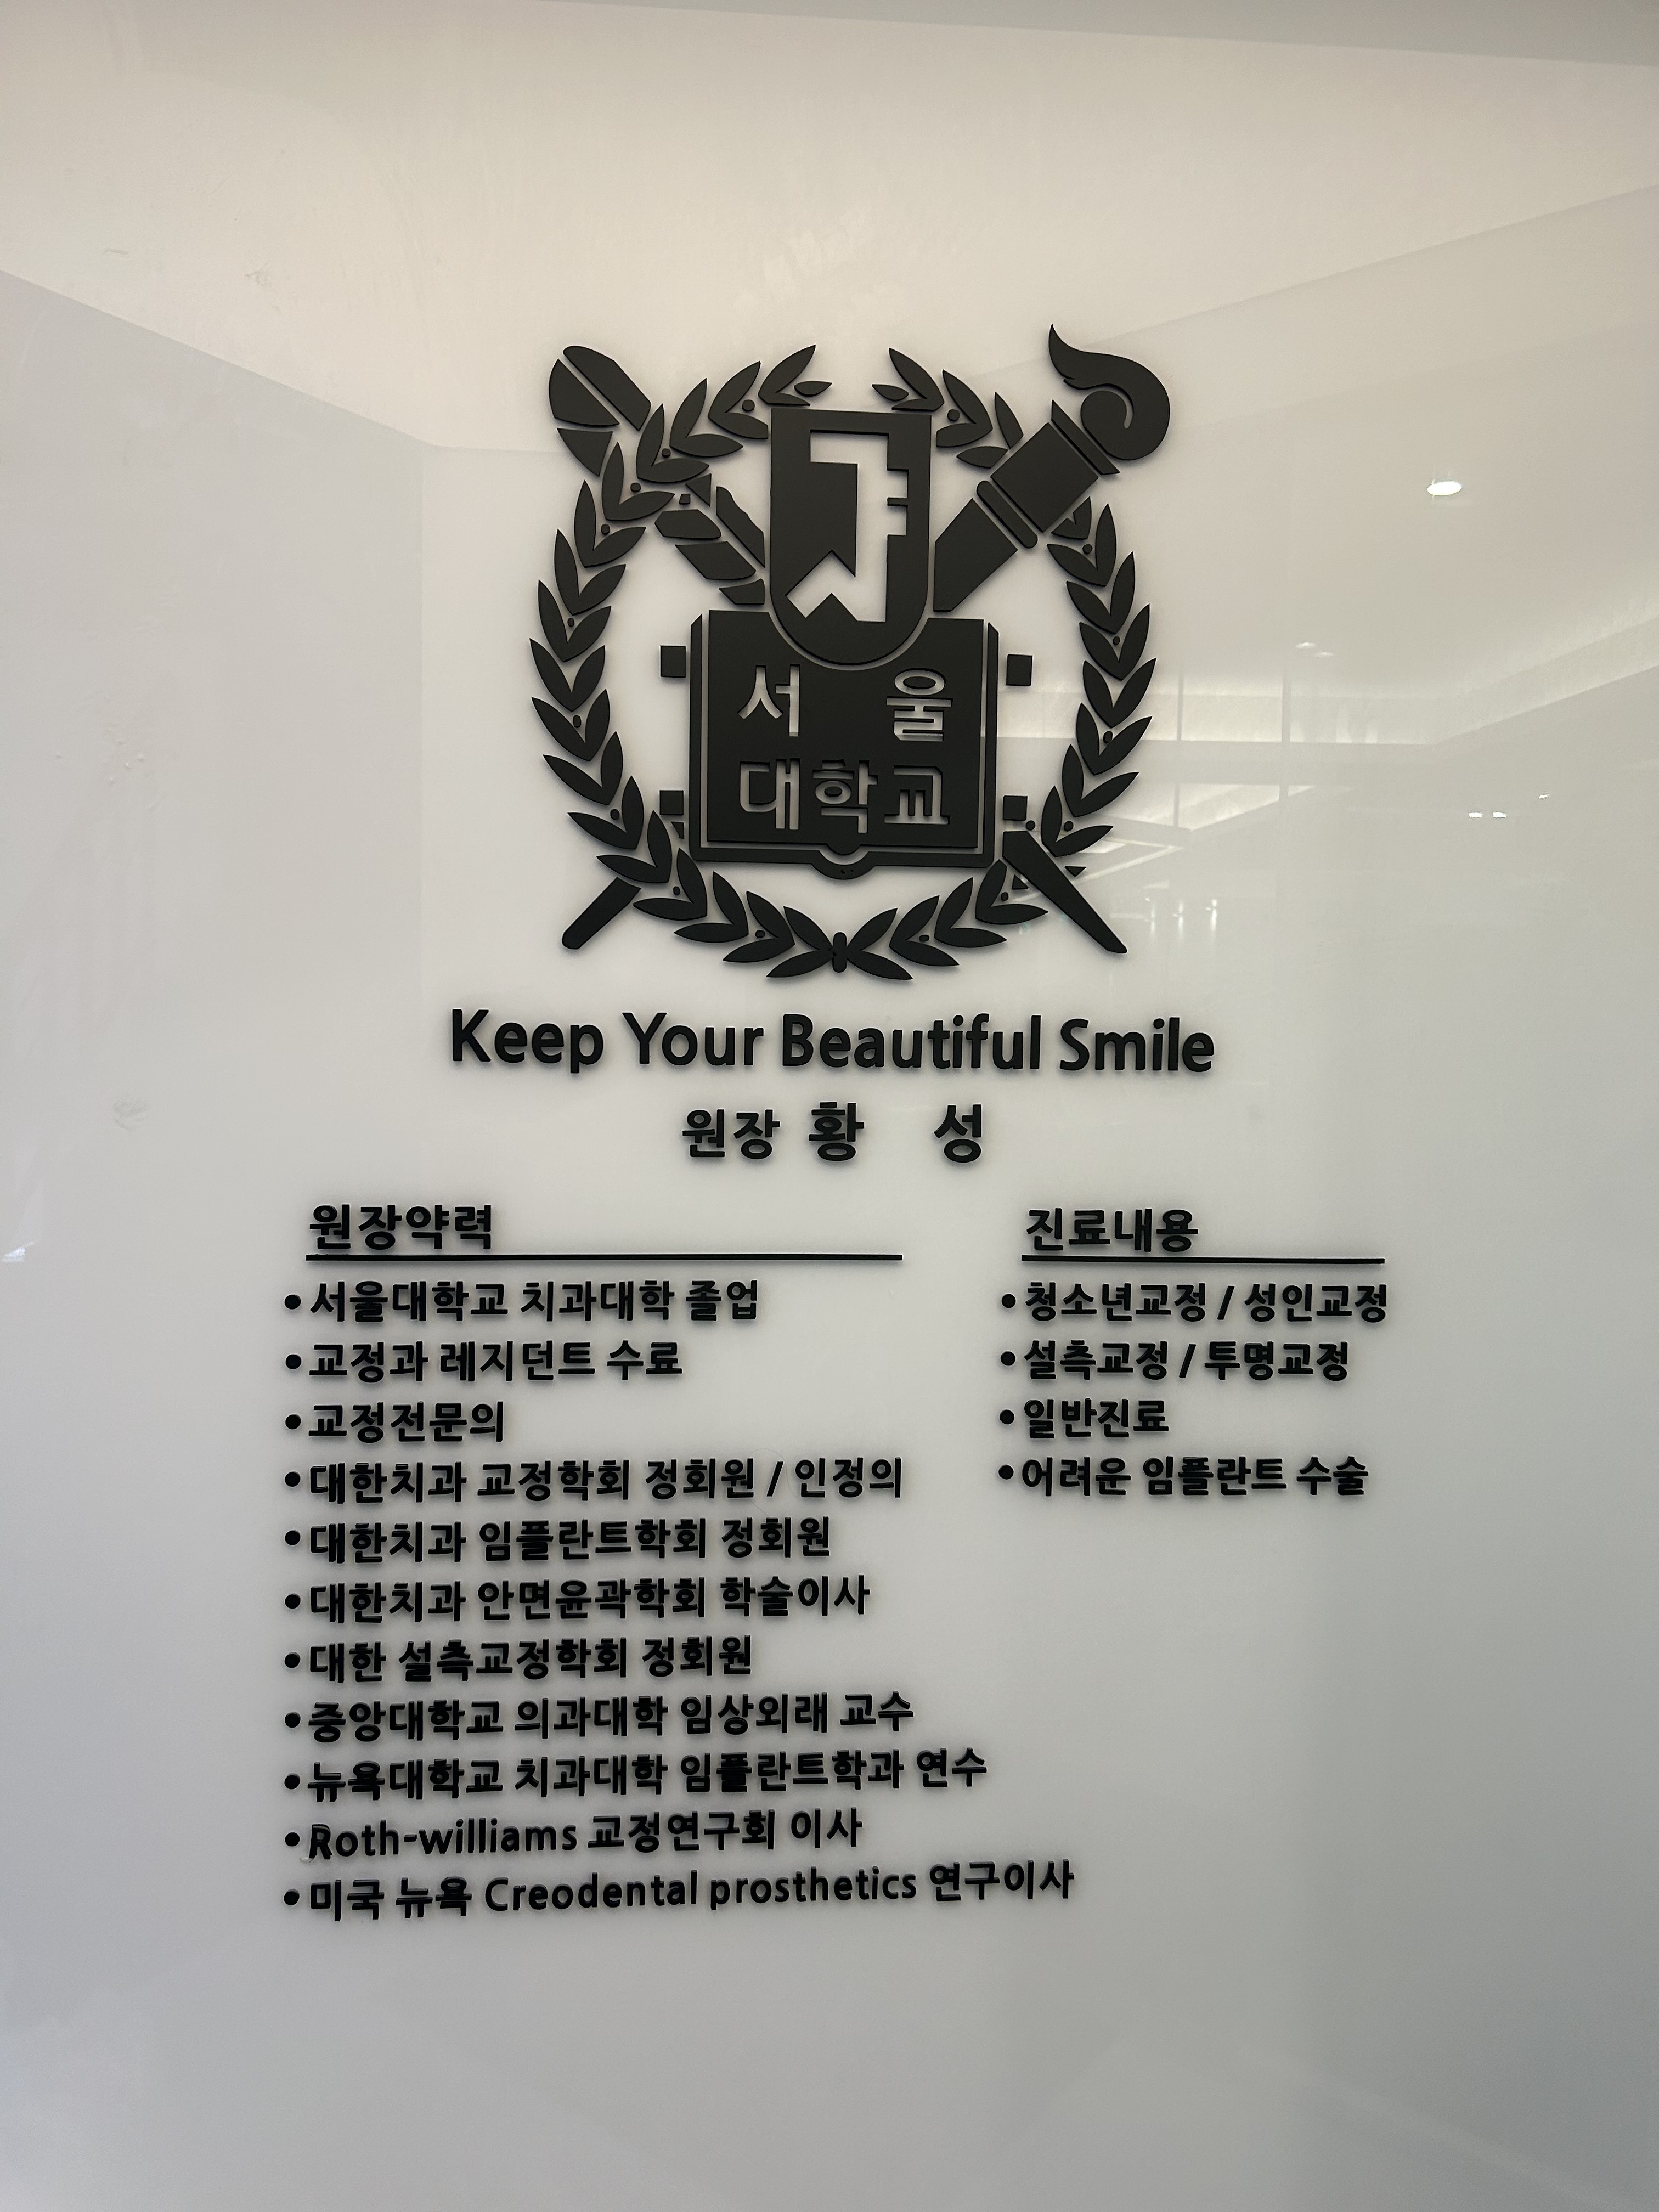 서 울
대학교
Keep Your Beautiful Smile
원장 황 성
원장약력
• 서울대학교 치과대학 졸업
• 교정과 레지던트 수료
• 교정전문의
• 대한치과 교정학회 정회원 / 인정의
• 대한치과 임플란트학회 정회원
• 대한치과 안면윤곽학회 학술이사
• 대한 설측교정학회 정회원
• 중앙대학교 의과대학 임상외래 교수
• 뉴욕대학교 치과대학 임플란트학과 연수
• Roth-williams 교정연구회 이사
• 미국 뉴욕 Creodental prosthetics 연구이사
진료내용
• 청소년교정 / 성인교정
• 설측교정 / 투명교정
• 일반진료
• 어려운 임플란트 수술